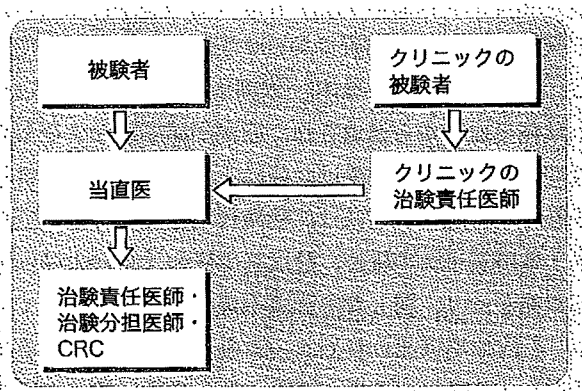 被験者
クリニックの
被験者
当直医
クリニックの
治験責任医師
治験責任医師・
治験分担医師・
CRC